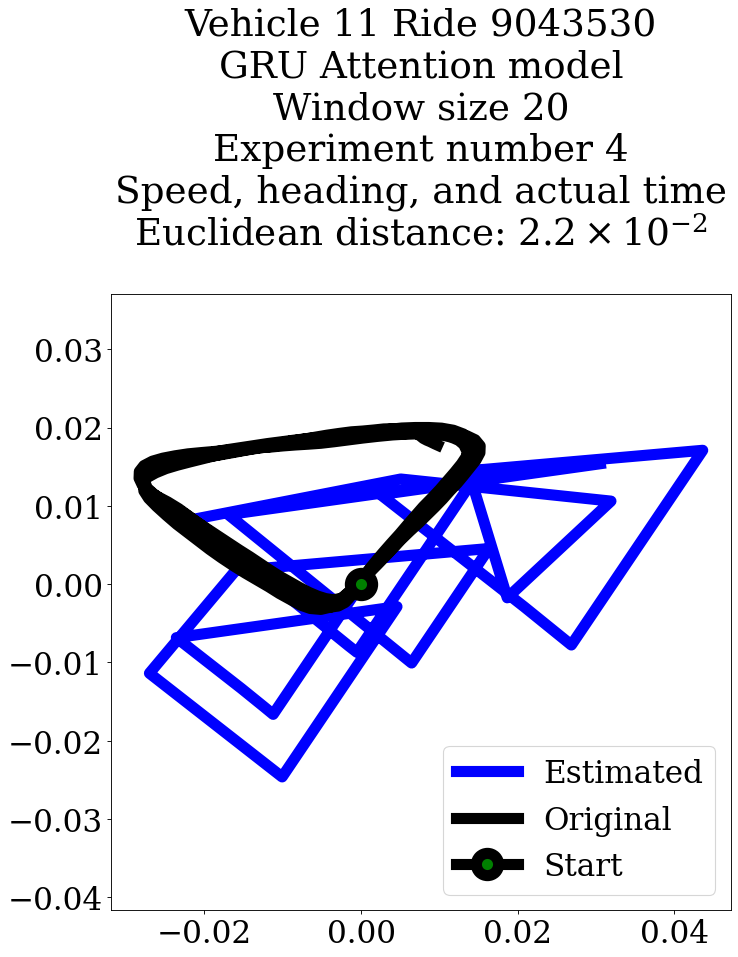 Vehicle 11 Ride 9043530
GRU Attention model
Window size 20
Experiment number 4
Speed, heading, and actual time
Euclidean distance: 2.2 × 10⁻²
0.03
0.02
0.01
0.00
−0.01
−0.02
−0.03
−0.04
−0.02
0.00
0.02
0.04
Estimated
Original
Start